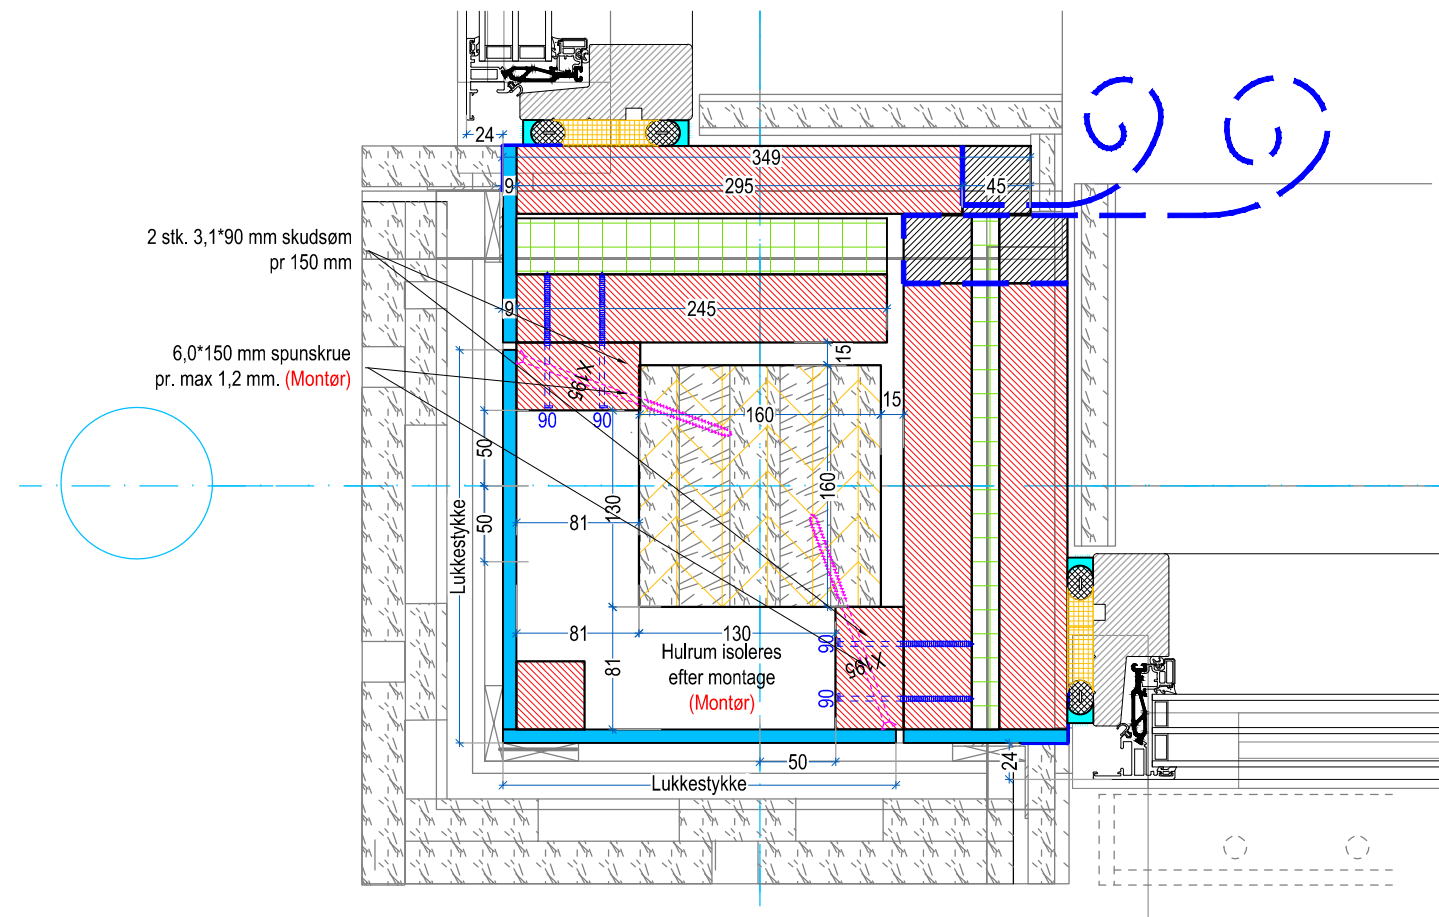 24
349
9
295
45
2 stk. 3,1*90 mm skudsøm
pr 150 mm
9
245
6,0*150 mm spunskrue
pr. max 1,2 mm. (Montør)
15
X195
15
90
90
160
50
160
130
50
81
Lukkestykke
81
130
90
Hulrum isoleres
efter montage
(Montør)
81
X195
90
50
24
Lukkestykke